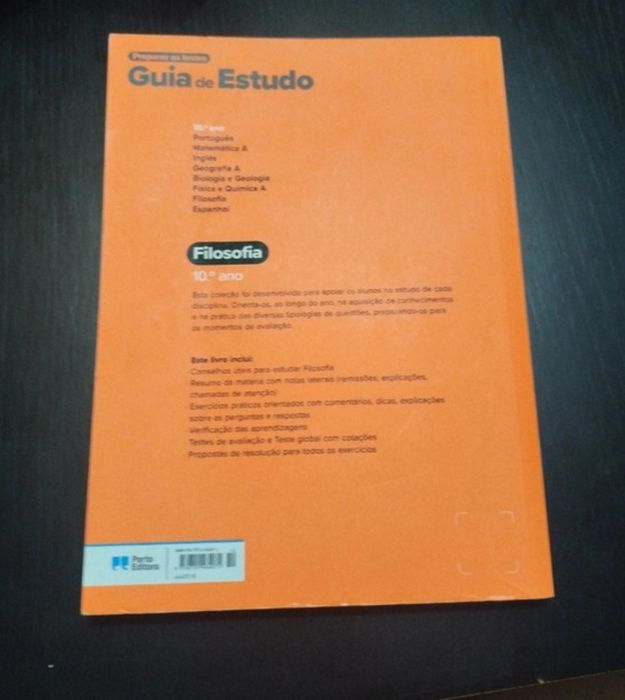 Preparar os testes
Guia de Estudo
10.º ano
Português
Matemática A
Inglês
Geografia A
Biologia e Geologia
Física e Química A
Filosofia
Espanhol
Filosofia
10.º ano
Esta coleção foi desenvolvida para apoiar os alunos no estudo de cada
disciplina. Orienta-os, ao longo do ano, na aquisição de conhecimentos
e na prática das diversas tipologias de questões, preparando-os para
os momentos de avaliação.
Este livro inclui:
· Conselhos úteis para estudar Filosofia
· Resumo da matéria com notas laterais (remissões, explicações,
chamadas de atenção)
· Exercícios práticos orientados com comentários, dicas, explicações
sobre as perguntas e respostas
· Verificação das aprendizagens
· Testes de avaliação e Teste global com cotações
· Propostas de resolução para todos os exercícios
Porto
Editora